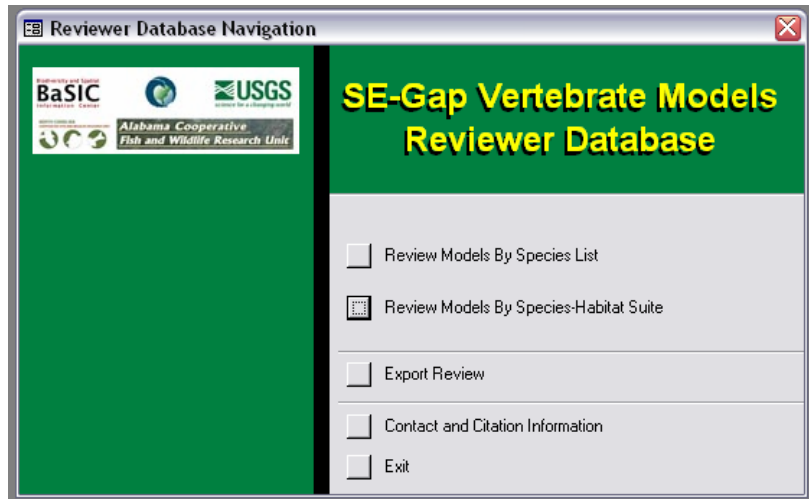 Reviewer Database Navigation
Biodiversity and Spatial
BaSIC
Information Center
USGS
science for a changing world
Alabama Cooperative
Fish and Wildlife Research Unit
SE-Gap Vertebrate Models
Reviewer Database
Review Models By Species List
Review Models By Species-Habitat Suite
Export Review
Contact and Citation Information
Exit